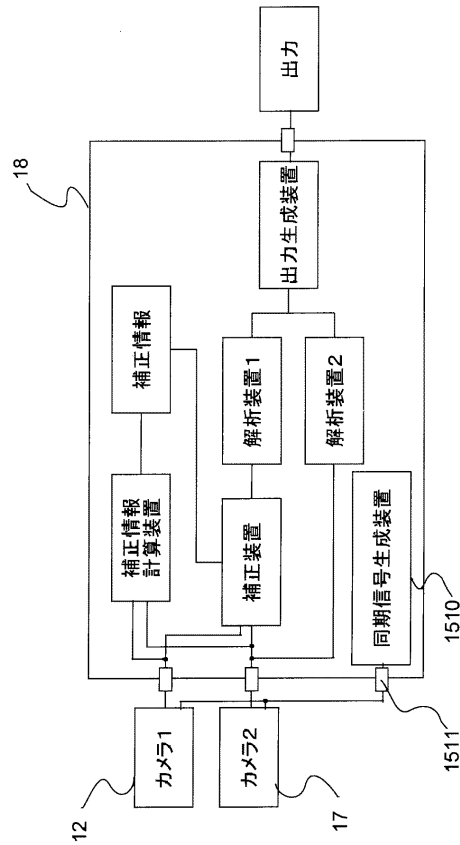 18
12
カメラ1
17
カメラ2
補正情報
計算装置
補正情報
補正装置
解析装置1
解析装置2
出力生成装置
出力
同期信号生成装置
1510
1511